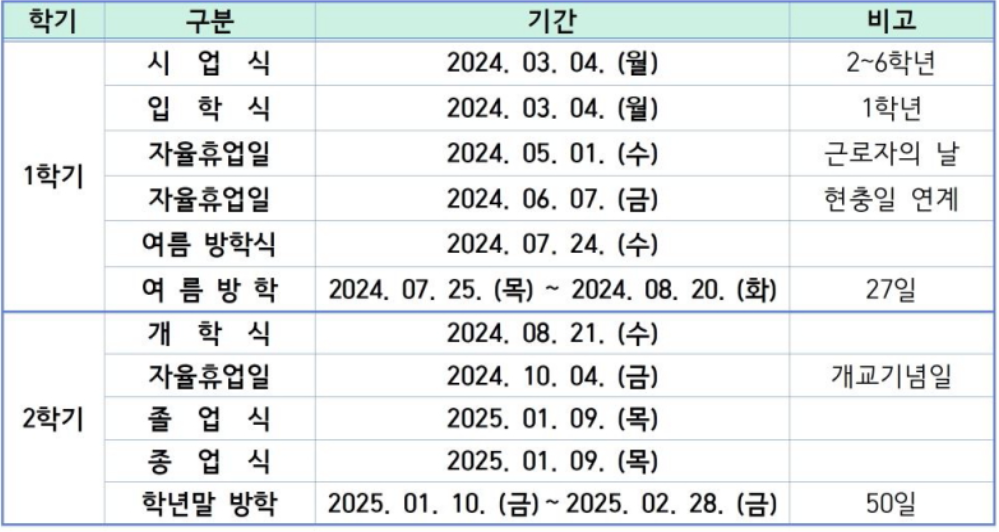 학기 구분 기간 비고
시 업 식 2024. 03. 04. (월) 2~6학년
입 학 식 2024. 03. 04. (월) 1학년
자율휴업일 2024. 05. 01. (수) 근로자의 날
1학기
자율휴업일 2024. 06. 07. (금) 현충일 연계
여름 방학식 2024. 07. 24. (수)
여 름 방 학 2024. 07. 25. (목) ~ 2024. 08. 20. (화) 27일
개 학 식 2024. 08. 21. (수)
자율휴업일 2024. 10. 04. (금) 개교기념일
2학기 졸 업 식 2025. 01. 09. (목)
종 업 식 2025. 01. 09. (목)
학년말 방학 2025. 01. 10. (금) ~ 2025. 02. 28. (금) 50일